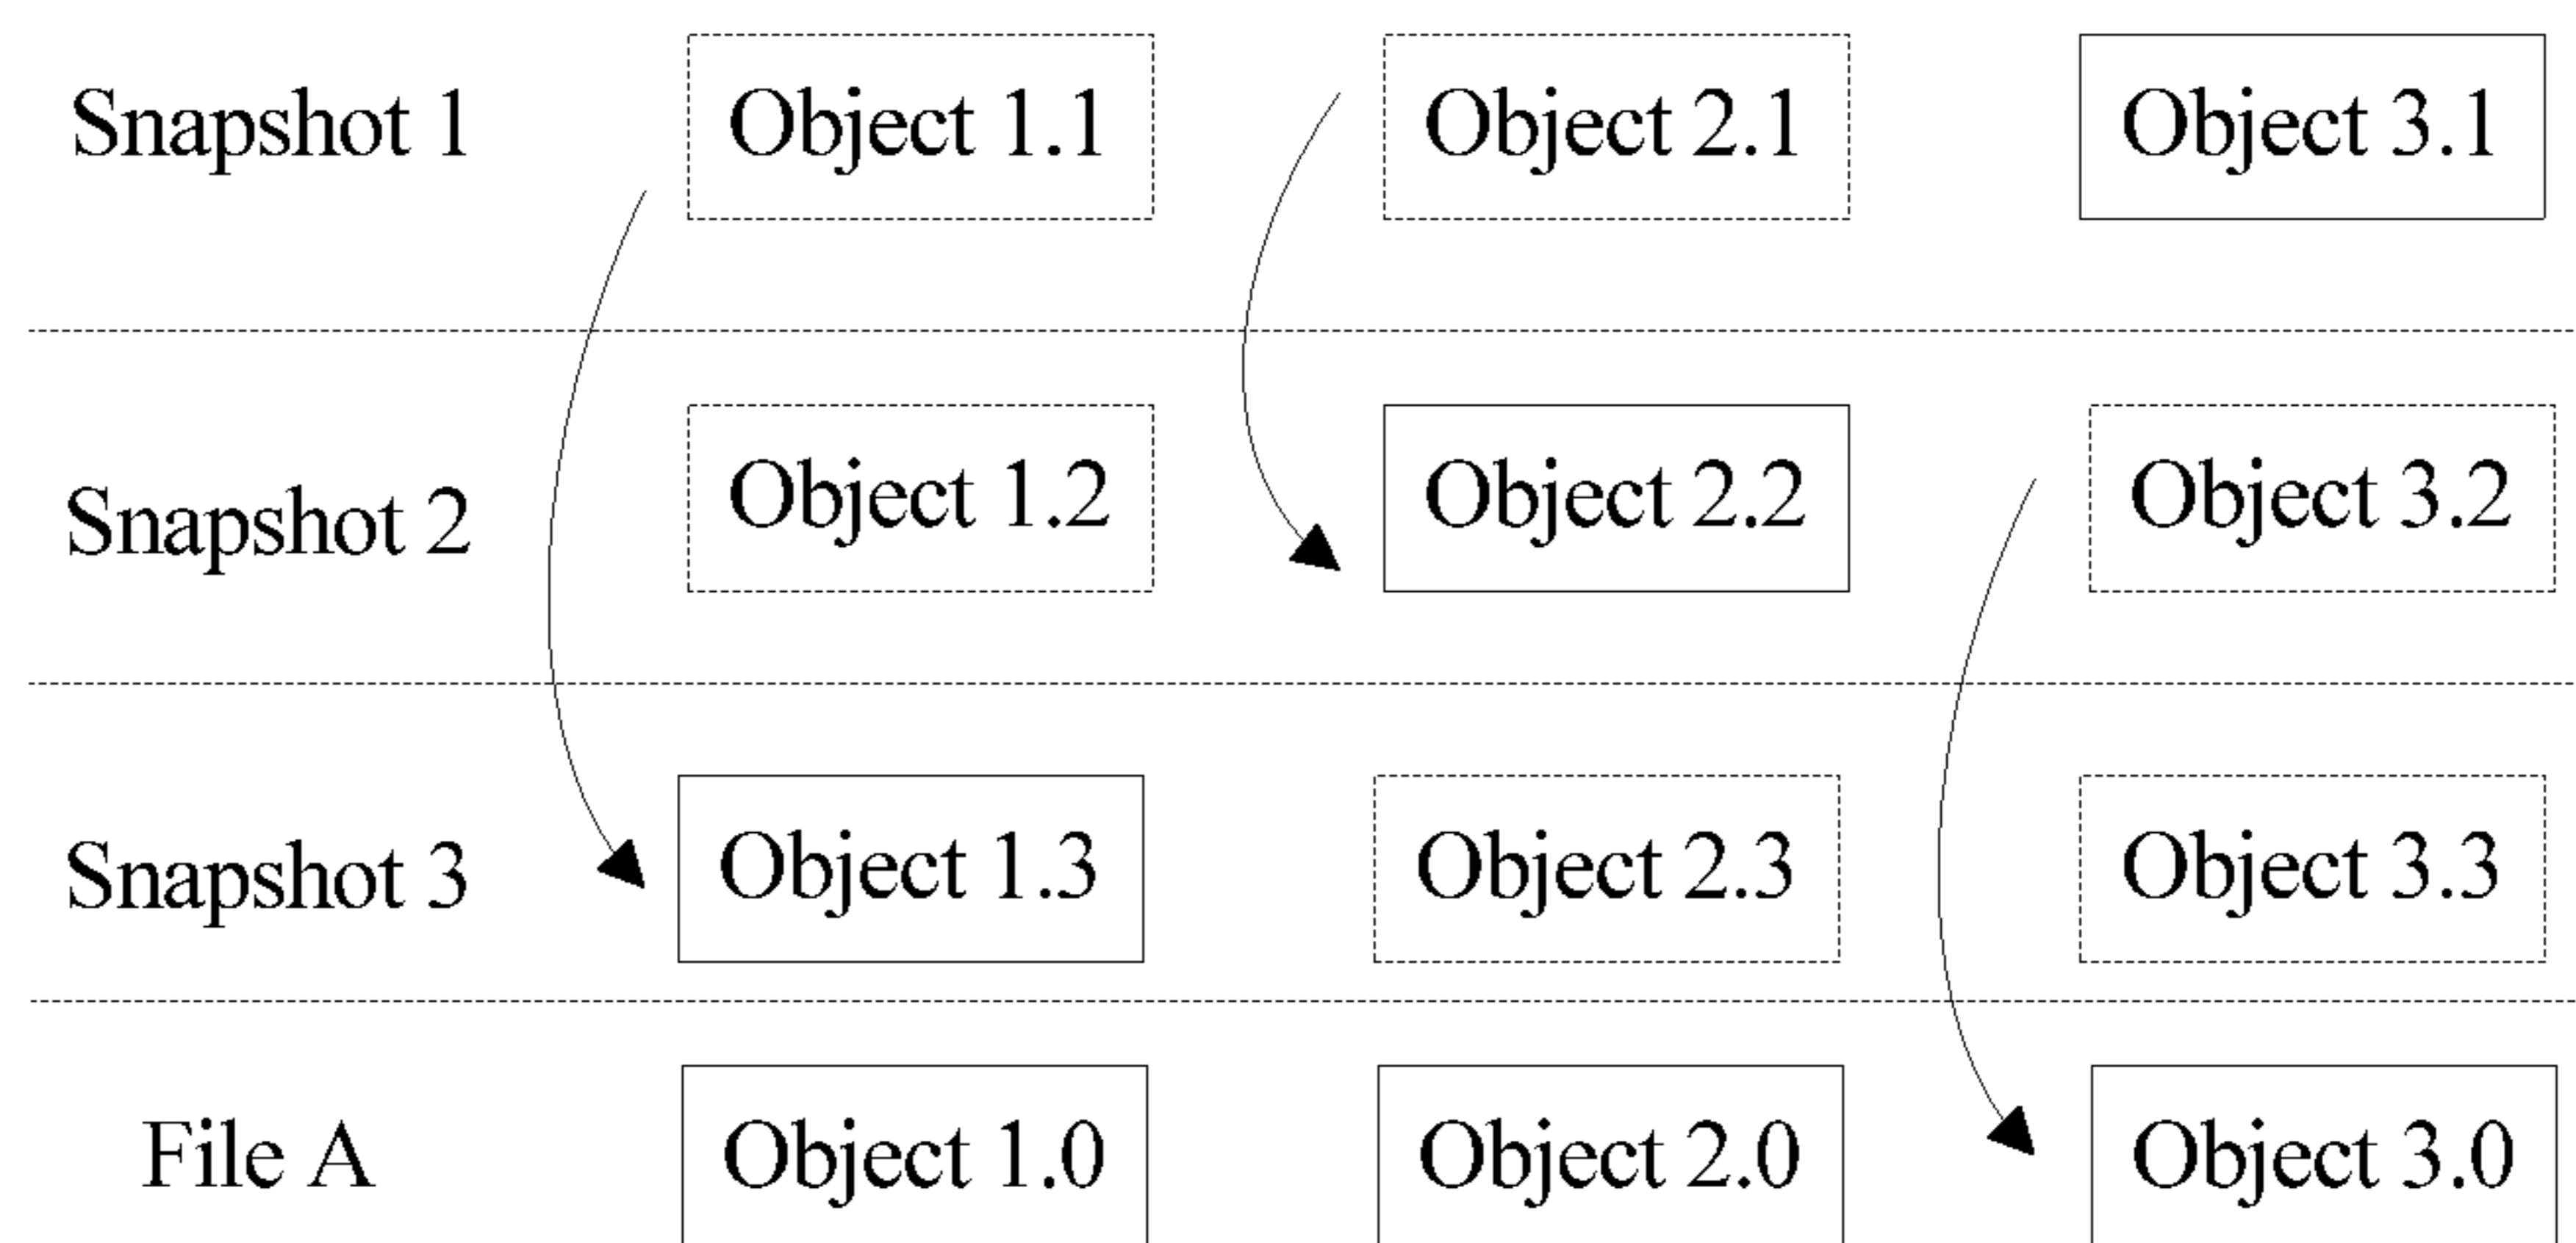 Snapshot 1 Object 1.1 Object 2.1 Object 3.1
Snapshot 2 Object 1.2 Object 2.2 Object 3.2
Snapshot 3 Object 1.3 Object 2.3 Object 3.3
File A Object 1.0 Object 2.0 Object 3.0